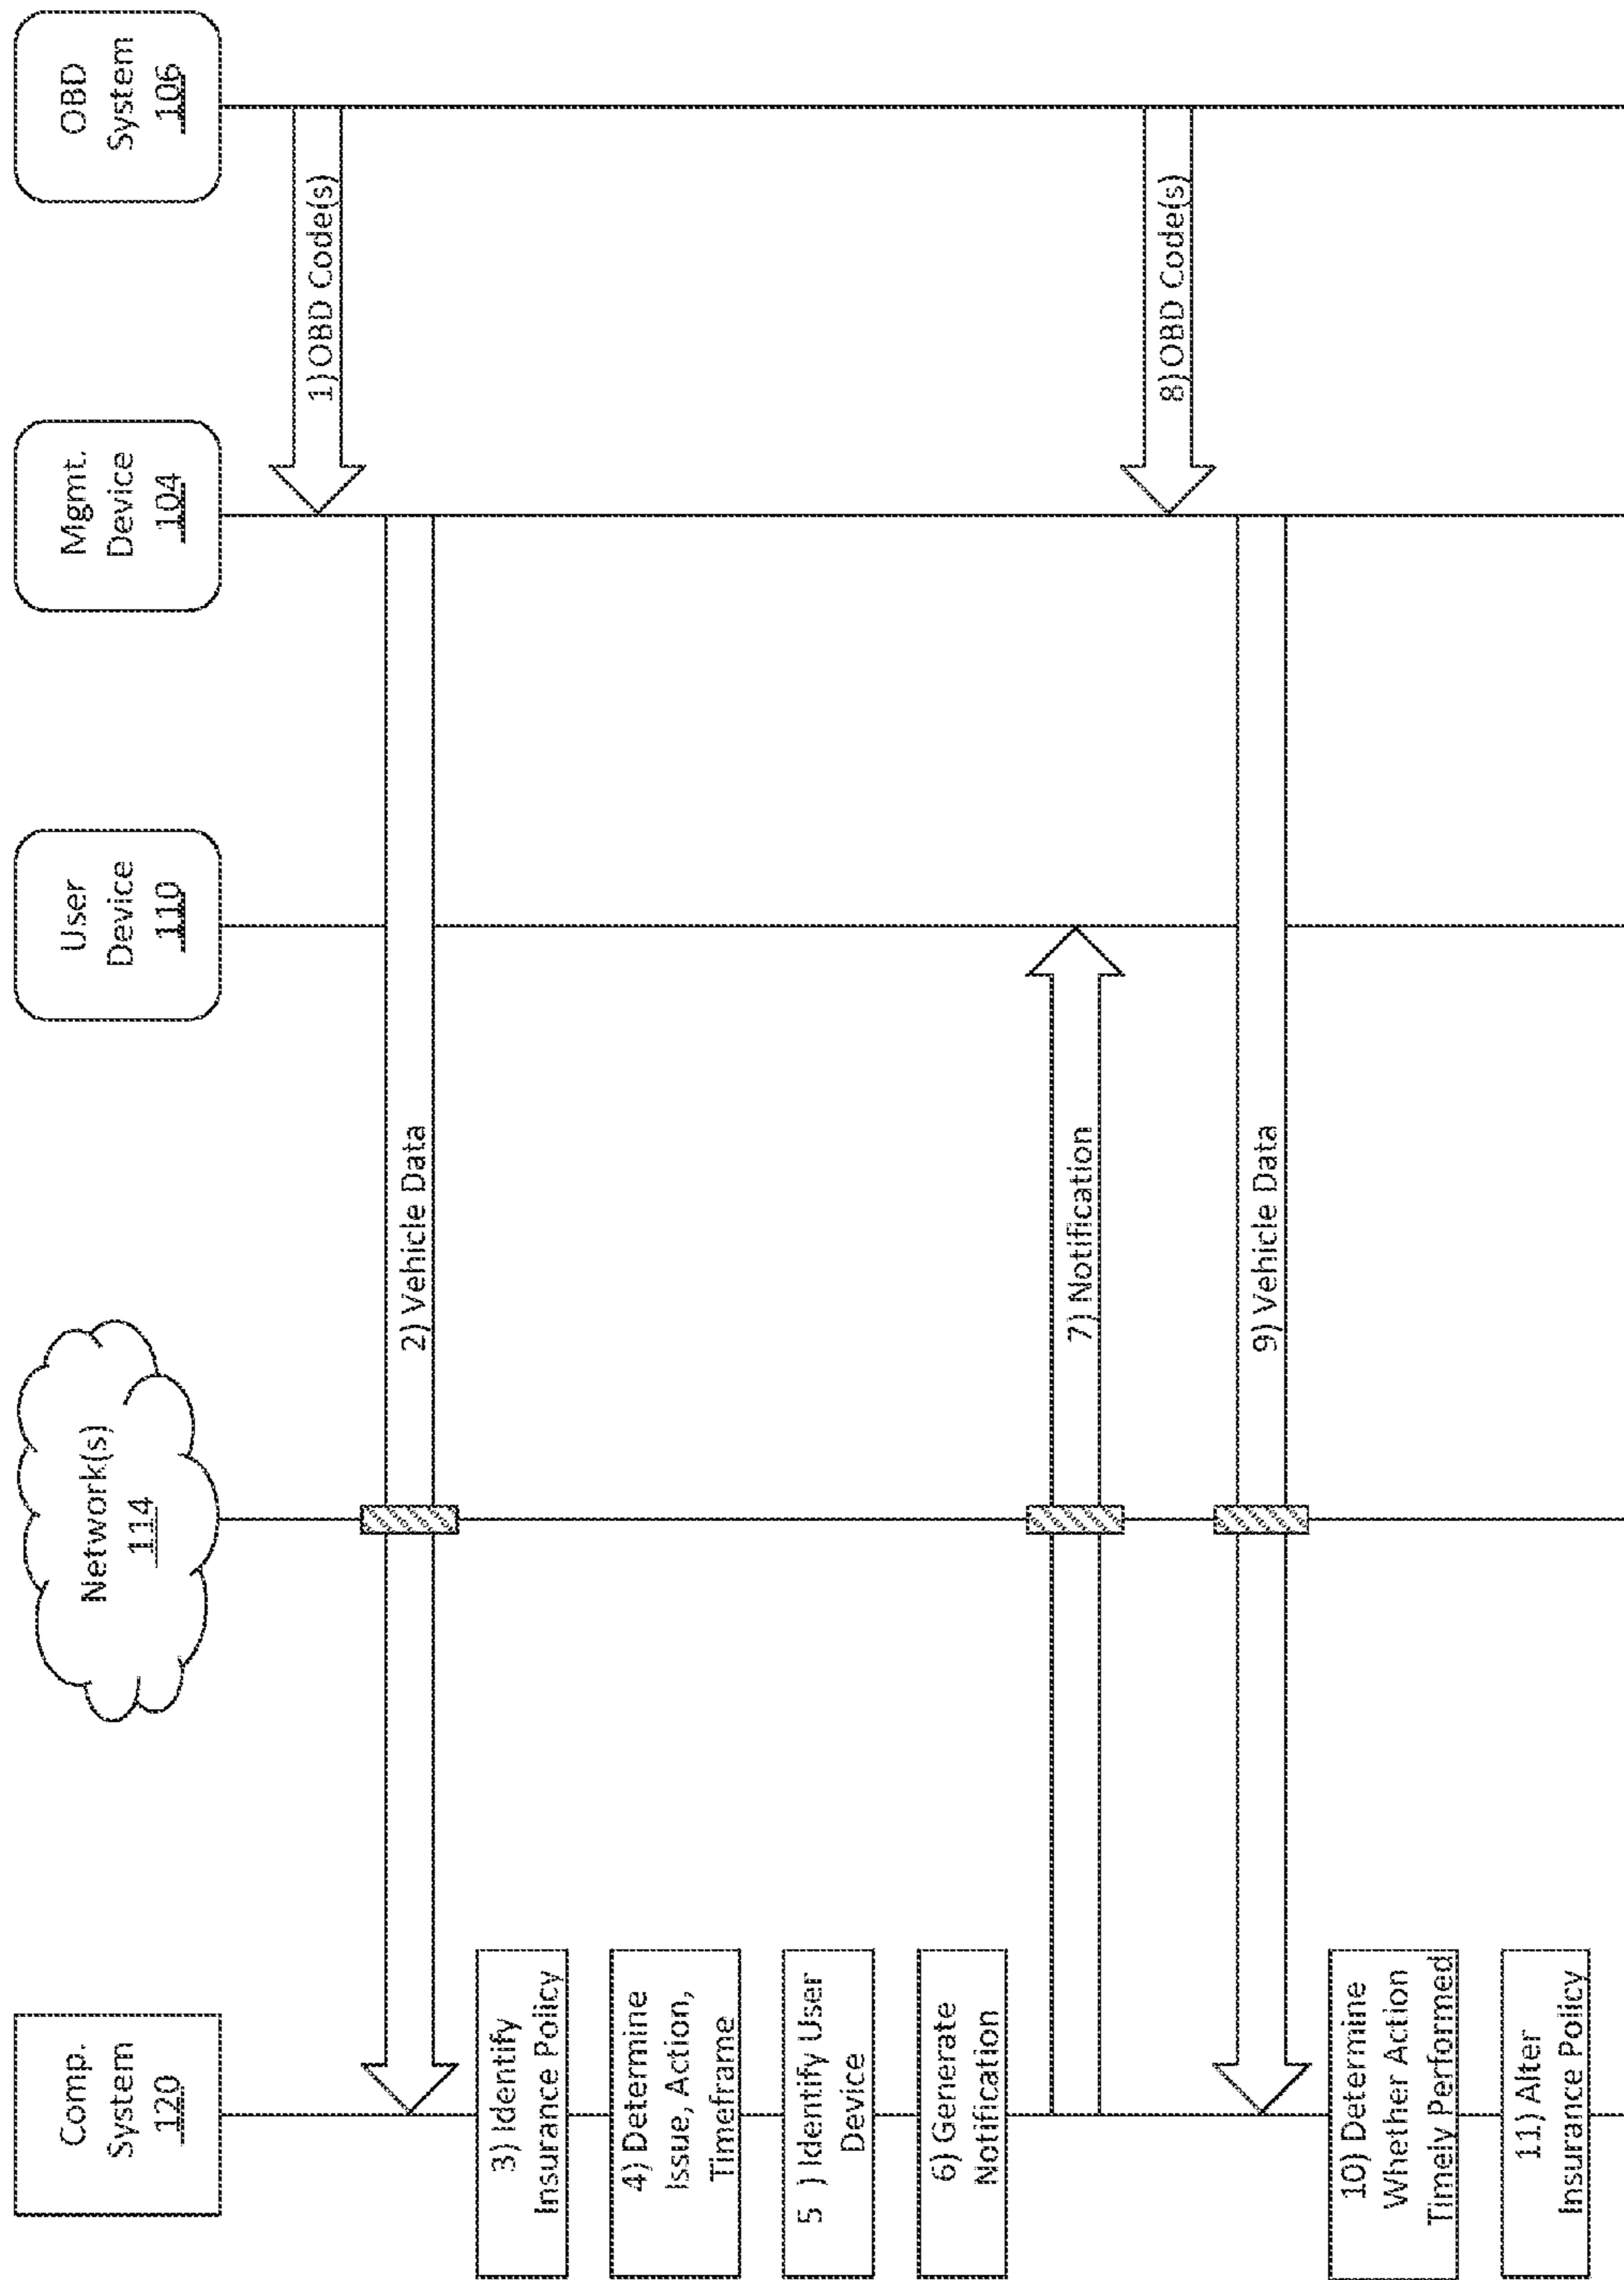 Comp.
System
120
Network(s)
114
User
Device
110
Mgmt.
Device
104
OBD
System
106
1) OBD Code(s)
2) Vehicle Data
3) Identify
Insurance Policy
4) Determine
Issue, Action,
Timeframe
5 ) Identify User
Device
6) Generate
Notification
7) Notification
8) OBD Code(s)
9) Vehicle Data
10) Determine
Whether Action
Timely Performed
11) Alter
Insurance Policy